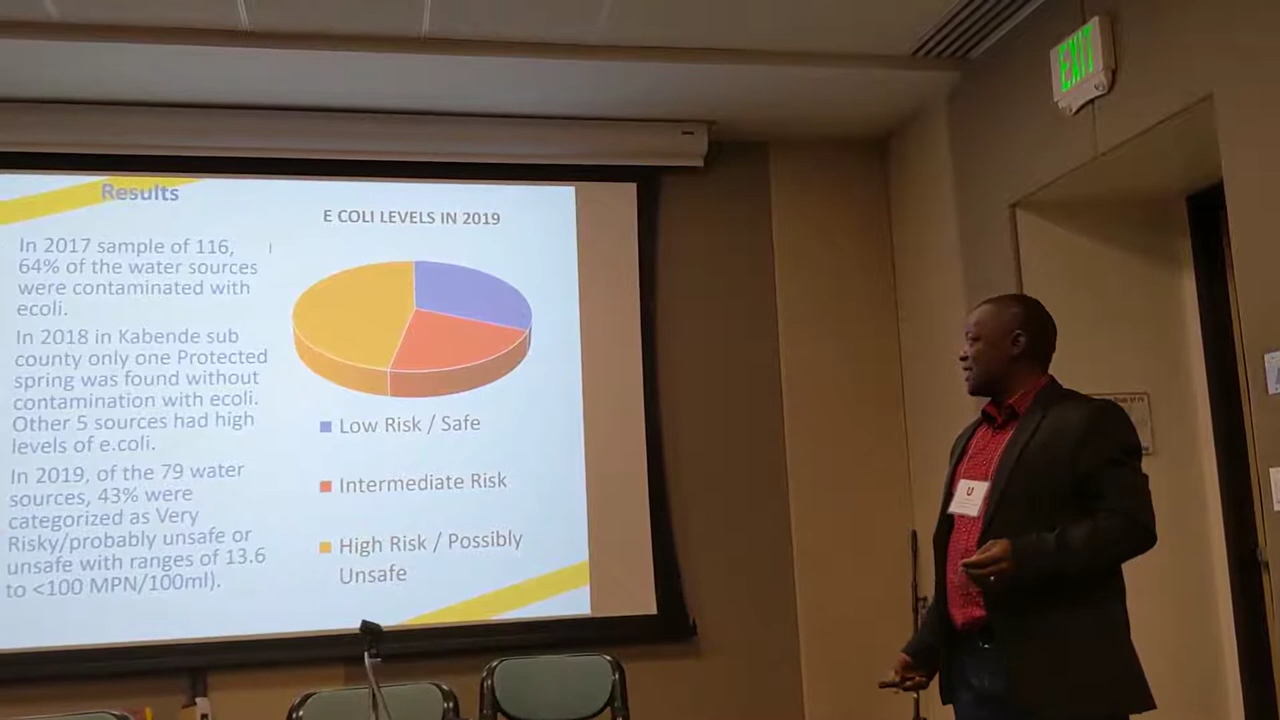 Results
In 2017 sample of 116,
64% of the water sources
were contaminated with
ecoli.
In 2018 in Kabende sub
county only one Protected
spring was found without
contamination with ecoli.
Other 5 sources had high
levels of e.coli.
In 2019, of the 79 water
sources, 43% were
categorized as Very
Risky/probably unsafe or
unsafe with ranges of 13.6
to <100 MPN/100ml).
E COLI LEVELS IN 2019
Low Risk / Safe
Intermediate Risk
High Risk / Possibly
Unsafe
EXIT
U